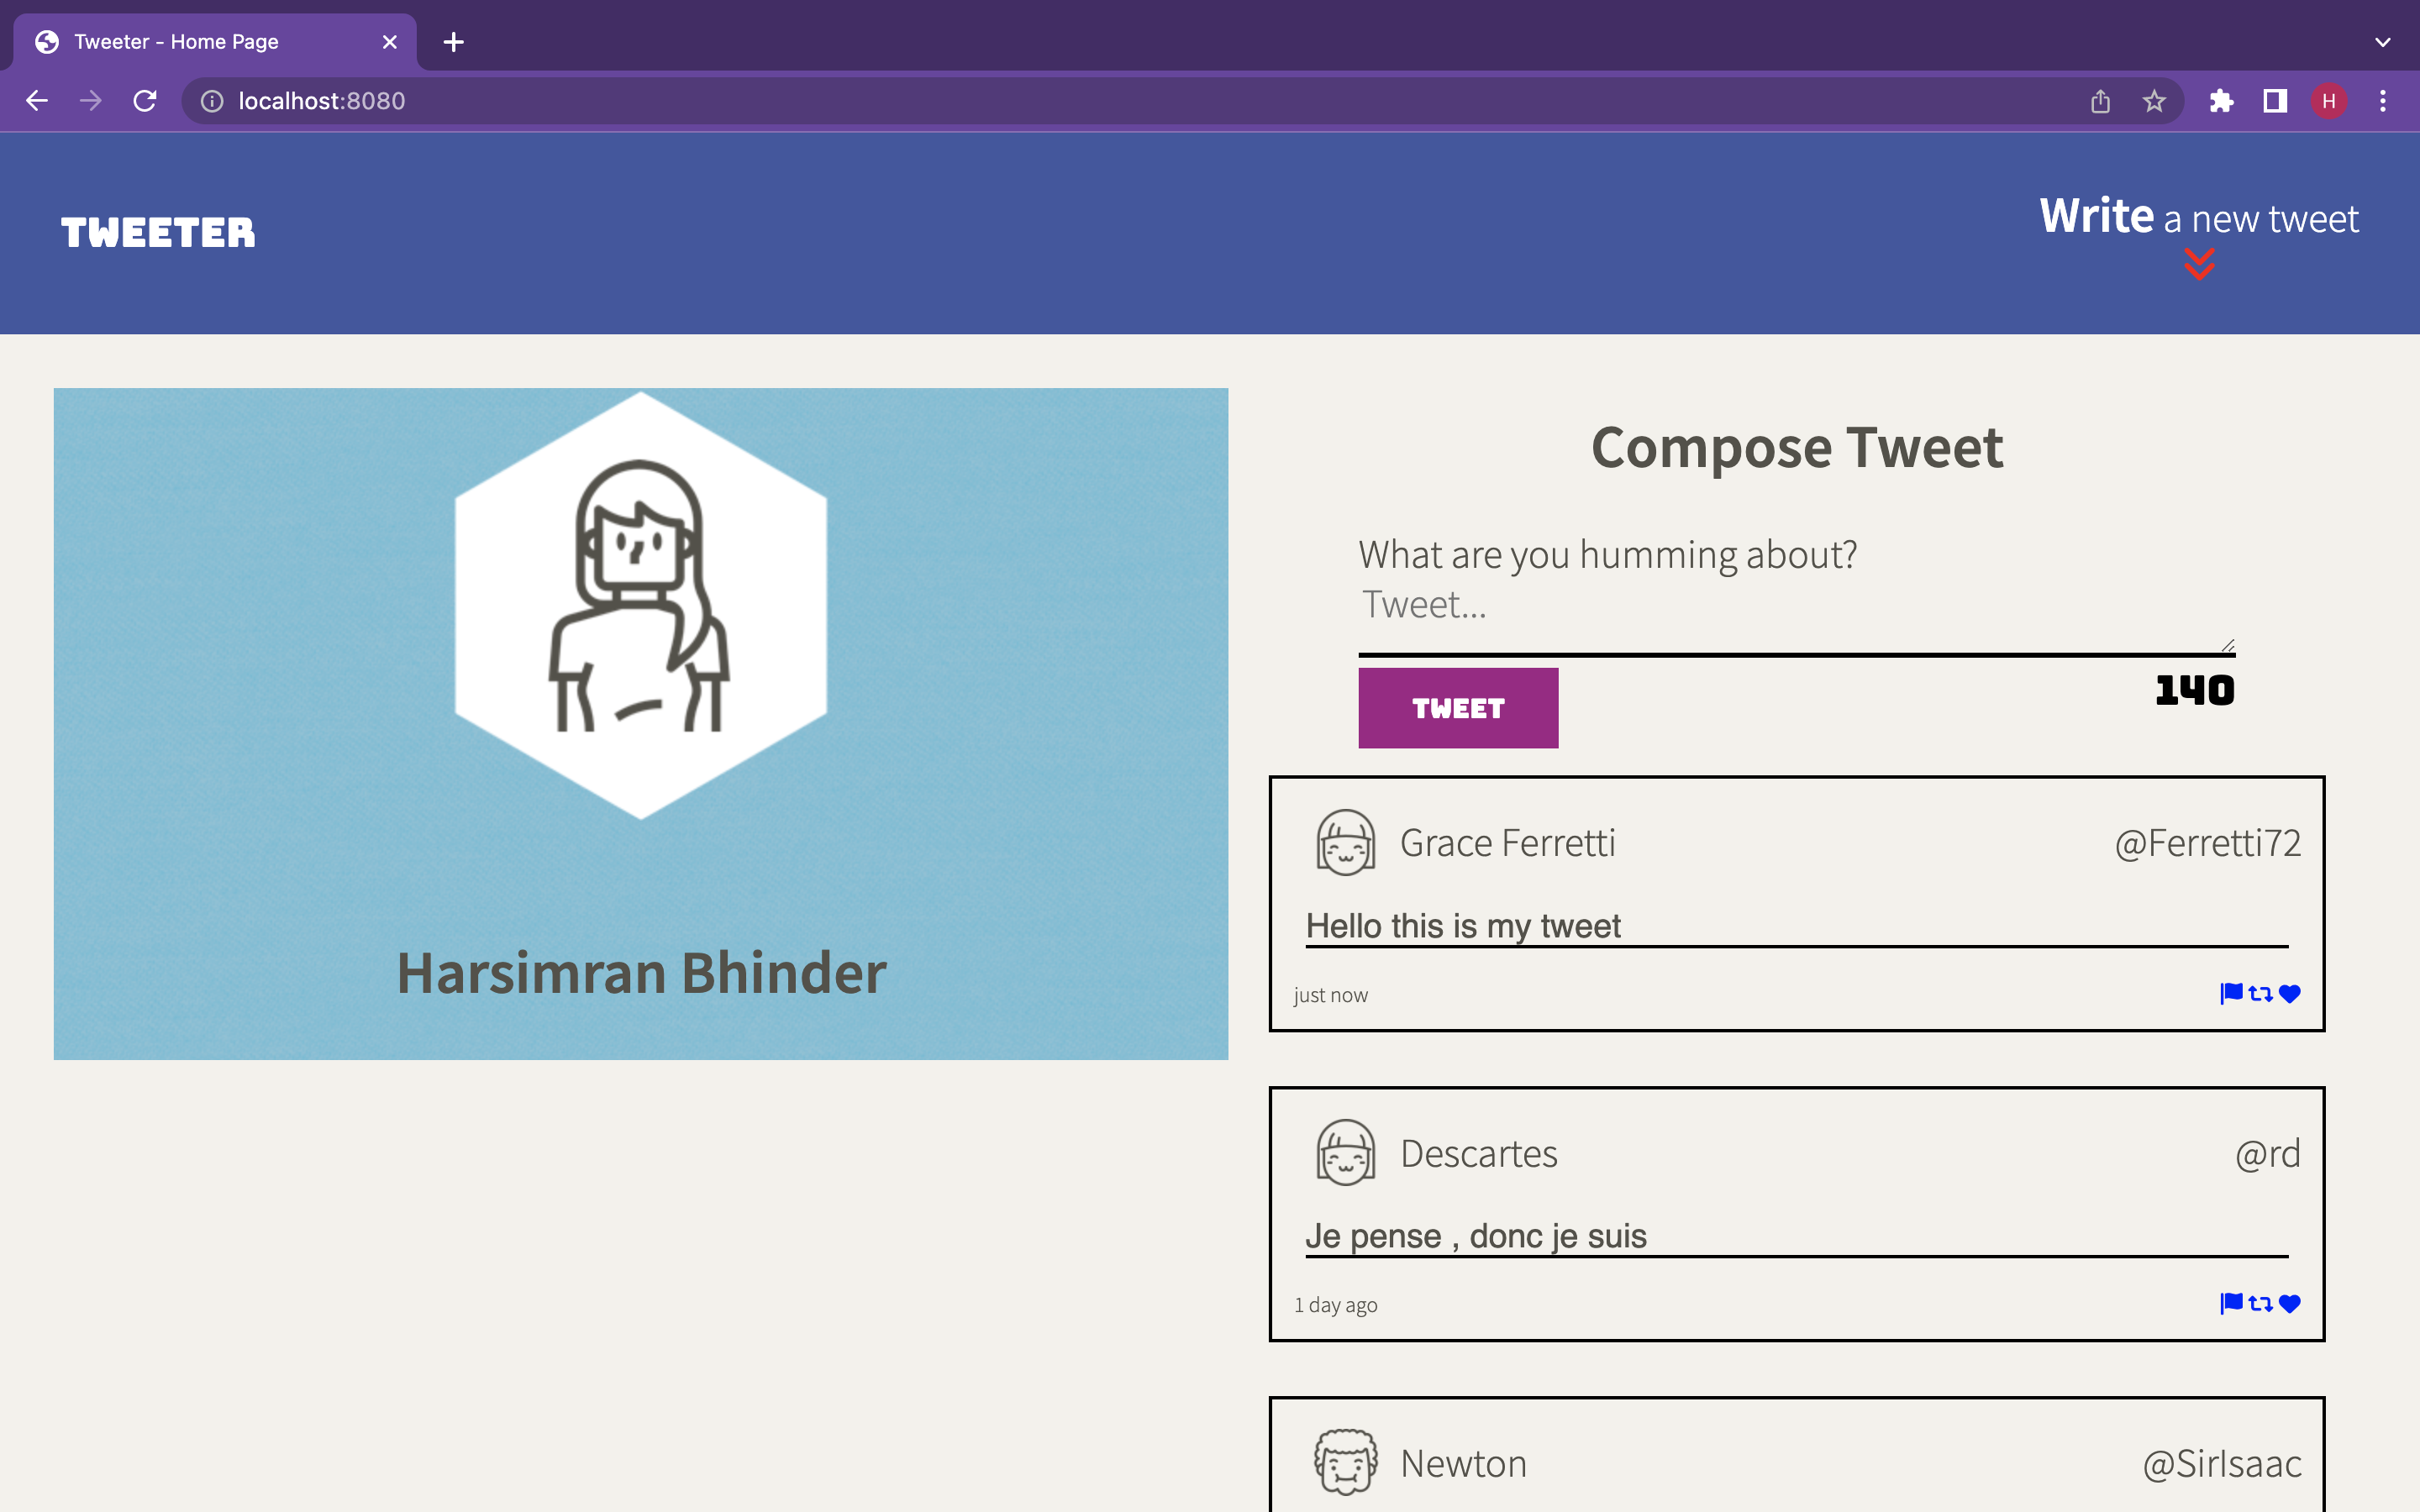 Tweeter - Home Page
localhost:8080
H
TWEETER
Write a new tweet
Harsimran Bhinder
Compose Tweet
What are you humming about?
Tweet...
TWEET
140
Grace Ferretti
@Ferretti72
Hello this is my tweet
just now
Descartes
@rd
Je pense , donc je suis
1 day ago
Newton
@SirIsaac